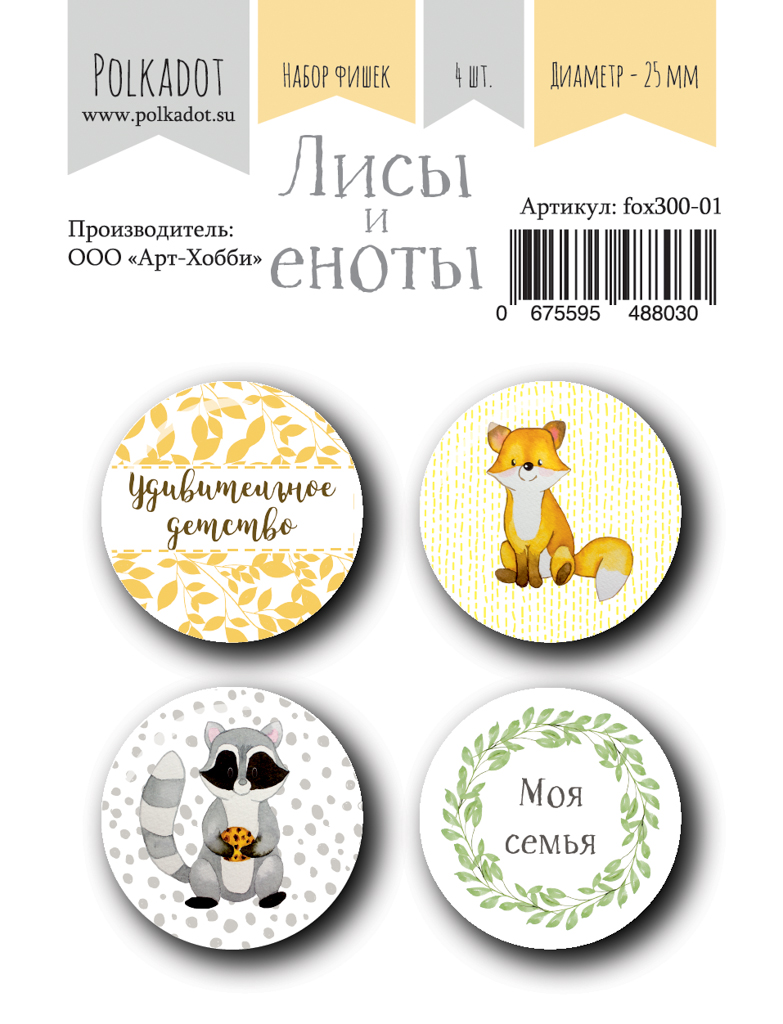 POLKADOT
www.polkadot.su
НАБОР ФИШЕК
4 ШТ.
ДИАМЕТР - 25 ММ
Лисы
и
еноты
Производитель:
ООО «Арт-Хобби»
Артикул: fox300-01
0 675595 488030
Удивительное
детство
Моя
семья